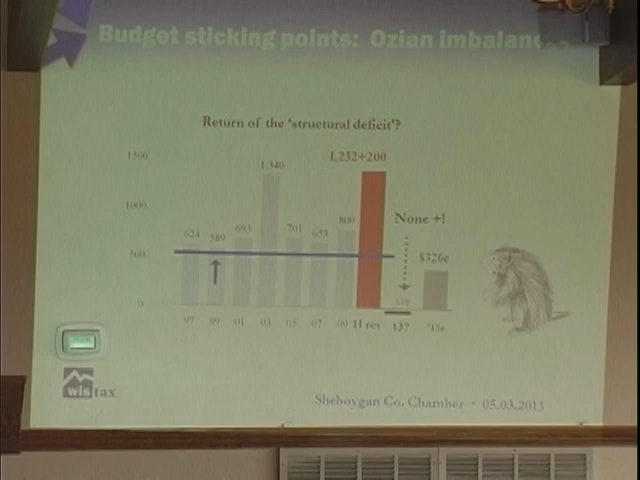 Budget sticking points: Ozian imbalance?
Return of the 'structural deficit'?
1500
1000
500
0
624
589
693
1,340
701
653
800
1,232+200
None +!
$326e
97
99
01
03
05
07
09
11 rev
13?
'15e
wistax
Sheboygan Co. Chamber * 05.03.2013